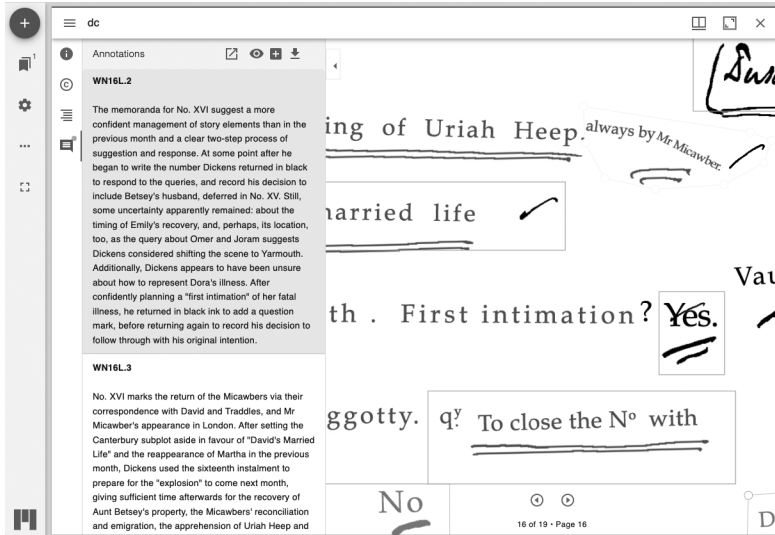 dc
1
Annotations
WN16L.2
The memoranda for No. XVI suggest a more
confident management of story elements than in the
previous month and a clear two-step process of
suggestion and response. At some point after he
began to write the number Dickens returned in black
to respond to the queries, and record his decision to
include Betsey's husband, deferred in No. XV. Still,
some uncertainty apparently remained: about the
timing of Emily's recovery, and, perhaps, its location,
too, as the query about Omer and Joram suggests
Dickens considered shifting the scene to Yarmouth.
Additionally, Dickens appears to have been unsure
about how to represent Dora's illness. After
confidently planning a "first intimation" of her fatal
illness, he returned in black ink to add a question
mark, before returning again to record his decision to
follow through with his original intention.
WN16L.3
No. XVI marks the return of the Micawbers via their
correspondence with David and Traddles, and Mr
Micawber's appearance in London. After setting the
Canterbury subplot aside in favour of "David's Married
Life" and the reappearance of Martha in the previous
month, Dickens used the sixteenth instalment to
prepare for the "explosion" to come next month,
giving sufficient time afterwards for the recovery of
Aunt Betsey's property, the Micawbers' reconciliation
and emigration, the apprehension of Uriah Heep and
ing of Uriah Heep. always by Mr Micawber.
married life
Vau
th . First intimation ? Yes.
ggotty. qy. To close the No with
No
16 of 19 • Page 16
D